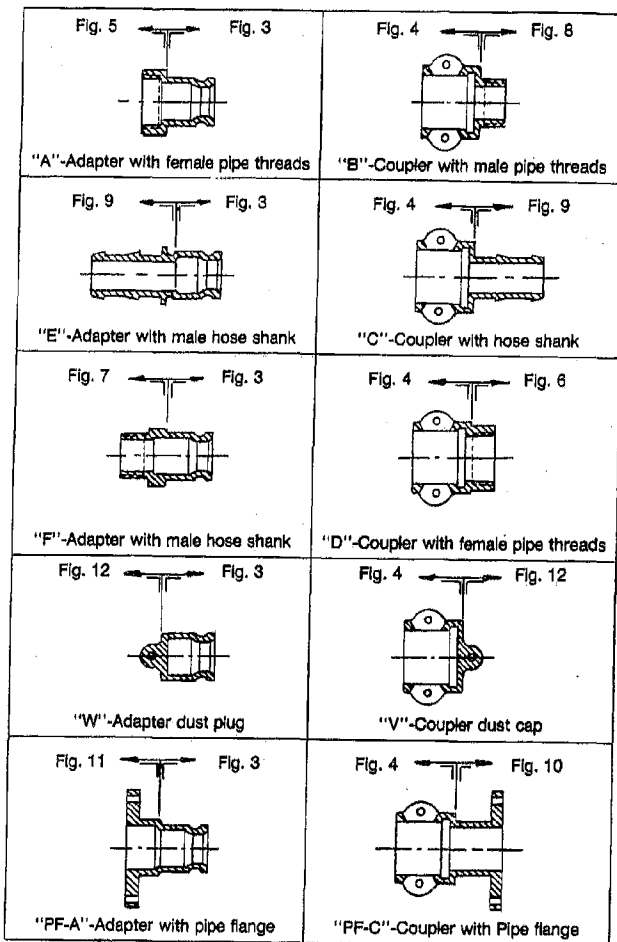 Fig. 5 Fig. 3
"A"-Adapter with female pipe threads
Fig. 4 Fig. 8
"B"-Coupler with male pipe threads
Fig. 9 Fig. 3
"E"-Adapter with male hose shank
Fig. 4 Fig. 9
"C"-Coupler with hose shank
Fig. 7 Fig. 3
"F"-Adapter with male hose shank
Fig. 4 Fig. 6
"D"-Coupler with female pipe threads
Fig. 12 Fig. 3
"W"-Adapter dust plug
Fig. 4 Fig. 12
"V"-Coupler dust cap
Fig. 11 Fig. 3
"PF-A"-Adapter with pipe flange
Fig. 4 Fig. 10
"PF-C"-Coupler with Pipe flange